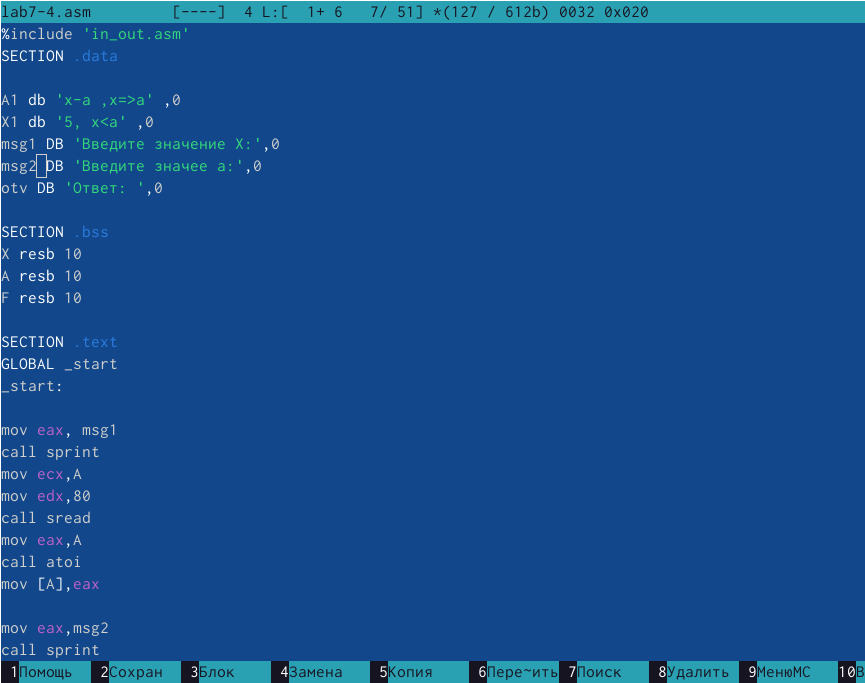 lab7-4.asm [----] 4 L:[ 1+ 6 7/ 51] *(127 / 612b) 0032 0x020
%include 'in_out.asm'
SECTION .data
A1 db 'x-a ,x=>a' ,0
X1 db '5, x<a' ,0
msg1 DB 'Введите значение X:',0
msg2 DB 'Введите значее a:',0
otv DB 'Ответ: ',0
SECTION .bss
X resb 10
A resb 10
F resb 10
SECTION .text
GLOBAL _start
_start:
mov eax, msg1
call sprint
mov ecx,A
mov edx,80
call sread
mov eax,A
call atoi
mov [A],eax
mov eax,msg2
call sprint
1Помощь 2Сохран 3Блок 4Замена 5Копия 6Пере~ить 7Поиск 8Удалить 9МенюMC 10В